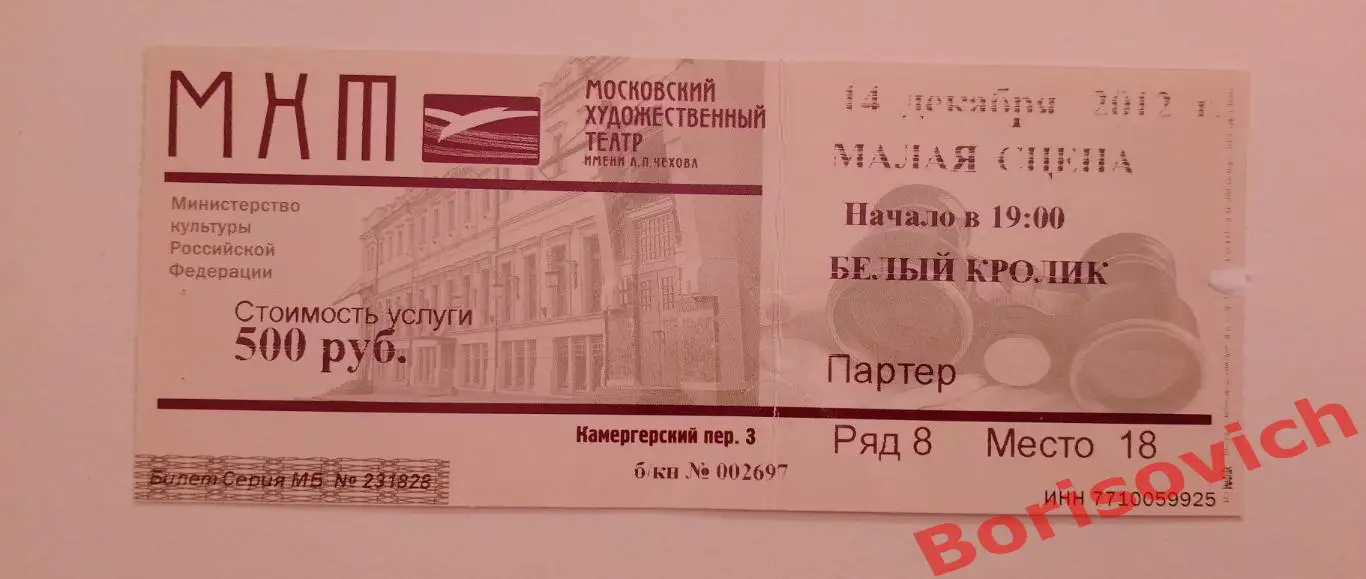 МХТ
МОСКОВСКИЙ
ХУДОЖЕСТВЕННЫЙ
ТЕАТР
ИМЕНИ А.П.ЧЕХОВА
Министерство
культуры
Российской
Федерации
Стоимость услуги
500 руб.
Камергерский пер. 3
Билет Серия МБ № 231828
б/кн № 002697
14 декабря 2012 г.
МАЛАЯ СЦЕНА
Начало в 19:00
БЕЛЫЙ КРОЛИК
Партер
Ряд 8 Место 18
ИНН 7710059925
Borisovich